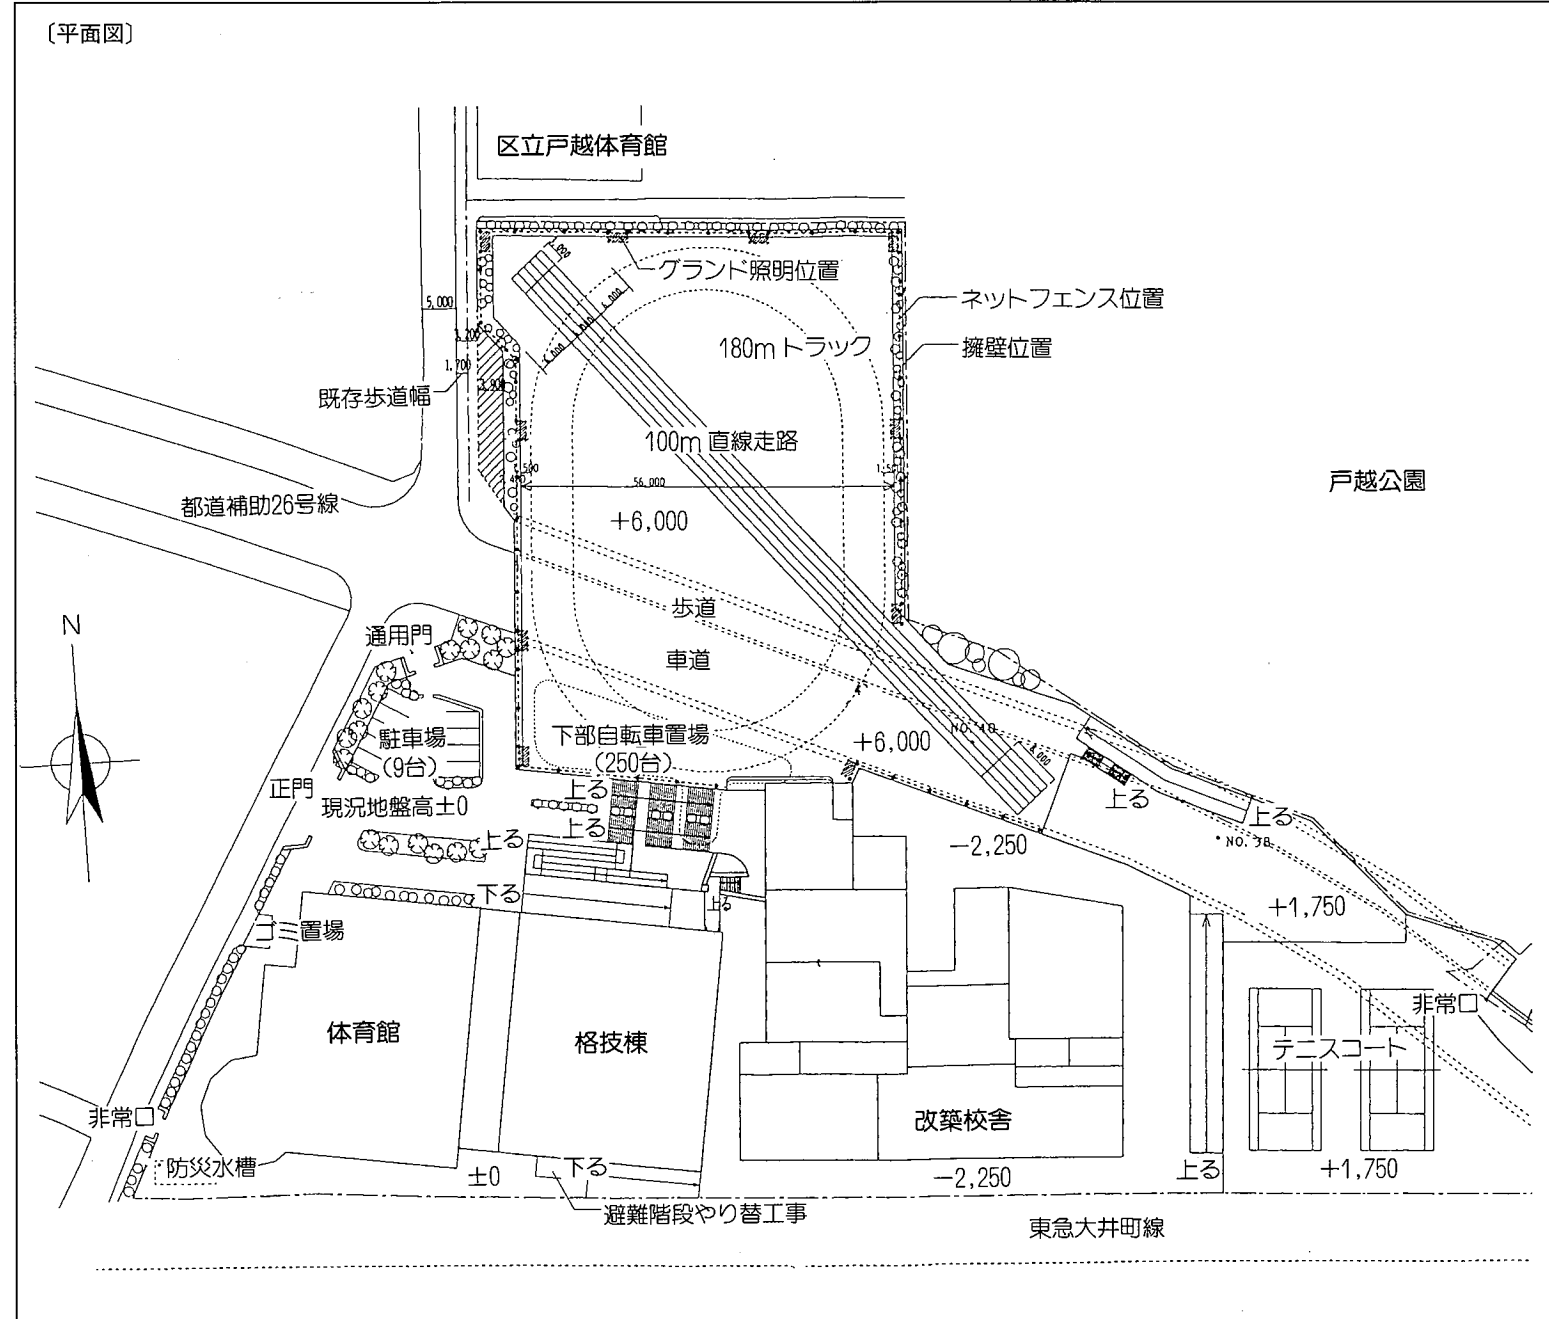 〔平面図〕
区立戸越体育館
グランド照明位置
ネットフェンス位置
5,000
6,000
180m トラック
擁壁位置
1,700
既存歩道幅
100m 直線走路
56,000
戸越公園
都道補助26号線
+6,000
歩道
N
通用門
車道
下部自転車置場
(250台)
+6,000
駐車場
(9台)
正門
現況地盤高±0
上る
上る
上る
上る
上る
-2,250
NO. 3B
下る
上る
+1,750
ゴミ置場
非常口
体育館
格技棟
テニスコート
改築校舎
非常口
防災水槽
±0
下る
-2,250
上る
+1,750
避難階段やり替工事
東急大井町線